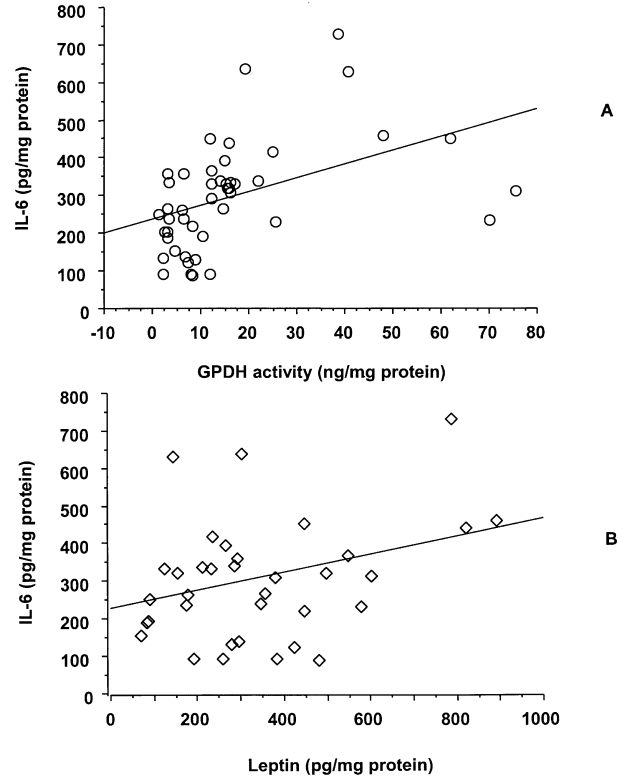 800
700
600
500
400
300
200
100
0
IL-6 (pg/mg protein)
A
-10 0 10 20 30 40 50 60 70 80
GPDH activity (ng/mg protein)
800
700
600
500
400
300
200
100
0
IL-6 (pg/mg protein)
B
0 200 400 600 800 1000
Leptin (pg/mg protein)